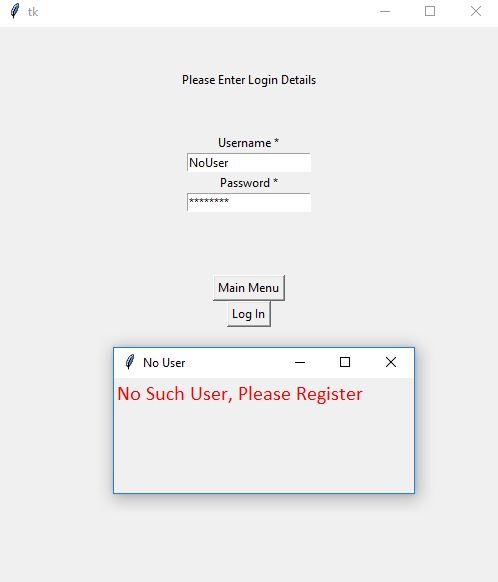 tk
Please Enter Login Details
Username *
NoUser
Password *
********
Main Menu
Log In
No User
No Such User, Please Register